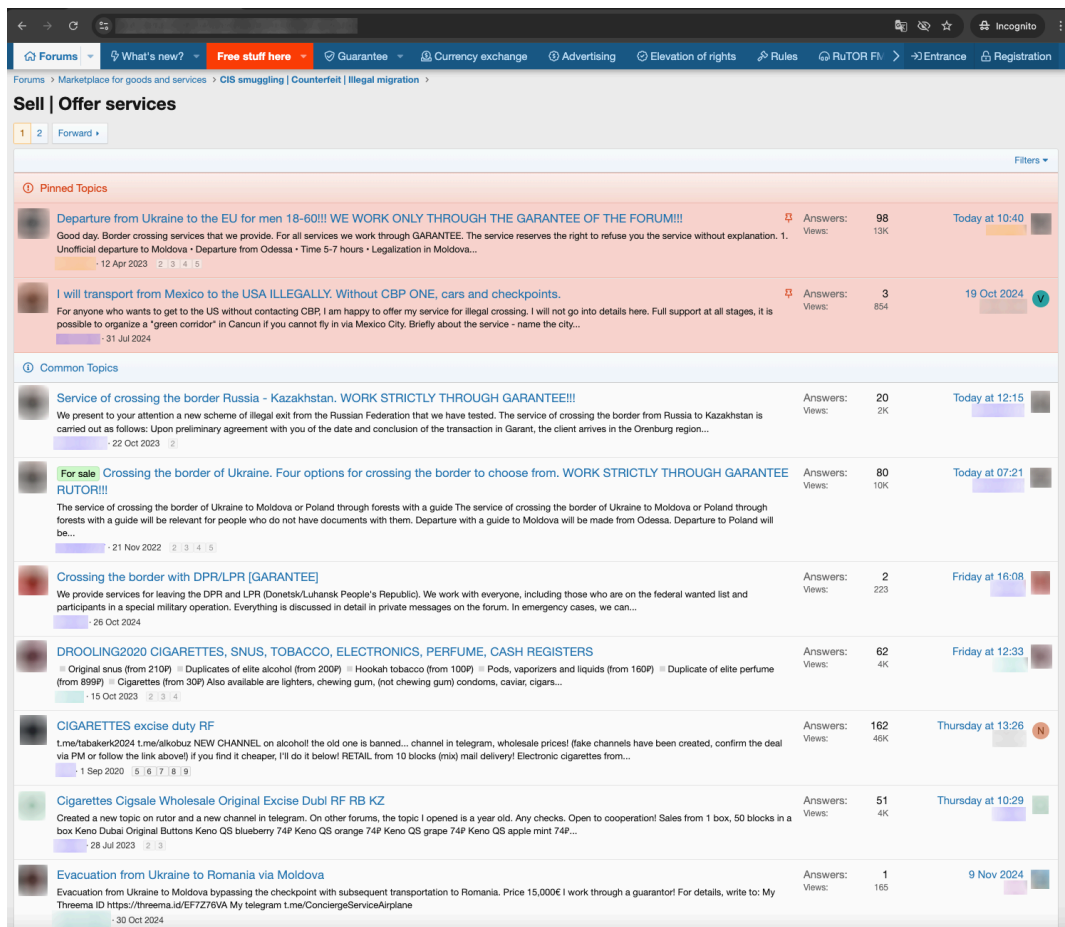 Incognito
Forums What's new? Free stuff here Guarantee Currency exchange Advertising Elevation of rights Rules RuTOR FM Entrance Registration
Forums > Marketplace for goods and services > CIS smuggling | Counterfeit | Illegal migration >
Sell | Offer services
1 2 Forward
Filters
Pinned Topics
Departure from Ukraine to the EU for men 18-60!!! WE WORK ONLY THROUGH THE GARANTEE OF THE FORUM!!! Answers: 98 Today at 10:40
Good day. Border crossing services that we provide. For all services we work through GARANTEE. The service reserves the right to refuse you the service without explanation. 1. Views: 13K
Unofficial departure to Moldova • Departure from Odessa • Time 5-7 hours • Legalization in Moldova...
· 12 Apr 2023 2 3 4 5
I will transport from Mexico to the USA ILLEGALLY. Without CBP ONE, cars and checkpoints. Answers: 3 19 Oct 2024 V
For anyone who wants to get to the US without contacting CBP, I am happy to offer my service for illegal crossing. I will not go into details here. Full support at all stages, it is Views: 854
possible to organize a "green corridor" in Cancun if you cannot fly in via Mexico City. Briefly about the service - name the city...
· 31 Jul 2024
Common Topics
Service of crossing the border Russia - Kazakhstan. WORK STRICTLY THROUGH GARANTEE!!! Answers: 20 Today at 12:15
We present to your attention a new scheme of illegal exit from the Russian Federation that we have tested. The service of crossing the border from Russia to Kazakhstan is Views: 2K
carried out as follows: Upon preliminary agreement with you of the date and conclusion of the transaction in Garant, the client arrives in the Orenburg region...
· 22 Oct 2023 2
For sale Crossing the border of Ukraine. Four options for crossing the border to choose from. WORK STRICTLY THROUGH GARANTEE Answers: 80 Today at 07:21
RUTOR!!! Views: 10K
The service of crossing the border of Ukraine to Moldova or Poland through forests with a guide The service of crossing the border of Ukraine to Moldova or Poland through
forests with a guide will be relevant for people who do not have documents with them. Departure with a guide to Moldova will be made from Odessa. Departure to Poland will
be...
· 21 Nov 2022 2 3 4 5
Crossing the border with DPR/LPR [GARANTEE] Answers: 2 Friday at 16:08
We provide services for leaving the DPR and LPR (Donetsk/Luhansk People's Republic). We work with everyone, including those who are on the federal wanted list and Views: 223
participants in a special military operation. Everything is discussed in detail in private messages on the forum. In emergency cases, we can...
· 26 Oct 2024
DROOLING2020 CIGARETTES, SNUS, TOBACCO, ELECTRONICS, PERFUME, CASH REGISTERS Answers: 62 Friday at 12:33
Original snus (from 210₽) Duplicates of elite alcohol (from 200₽) Hookah tobacco (from 100₽) Pods, vaporizers and liquids (from 160₽) Duplicate of elite perfume Views: 4K
(from 899₽) Cigarettes (from 30₽) Also available are lighters, chewing gum, (not chewing gum) condoms, caviar, cigars...
· 15 Oct 2023 2 3 4
CIGARETTES excise duty RF Answers: 162 Thursday at 13:26 N
t.me/tabakerk2024 t.me/alkobuz NEW CHANNEL on alcohol! the old one is banned... channel in telegram, wholesale prices! (fake channels have been created, confirm the deal Views: 46K
via PM or follow the link above!) if you find it cheaper, I'll do it below! RETAIL from 10 blocks (mix) mail delivery! Electronic cigarettes from...
· 1 Sep 2020 5 6 7 8 9
Cigarettes Cigsale Wholesale Original Excise Dubl RF RB KZ Answers: 51 Thursday at 10:29
Created a new topic on rutor and a new channel in telegram. On other forums, the topic I opened is a year old. Any checks. Open to cooperation! Sales from 1 box, 50 blocks in a Views: 4K
box Keno Dubai Original Buttons Keno QS blueberry 74₽ Keno QS orange 74₽ Keno QS grape 74₽ Keno QS apple mint 74₽...
· 28 Jul 2023 2 3
Evacuation from Ukraine to Romania via Moldova Answers: 1 9 Nov 2024
Evacuation from Ukraine to Moldova bypassing the checkpoint with subsequent transportation to Romania. Price 15,000€ I work through a guarantor! For details, write to: My Views: 165
Threema ID https://threema.id/EF7Z76VA My telegram t.me/ConciergeServiceAirplane
· 30 Oct 2024